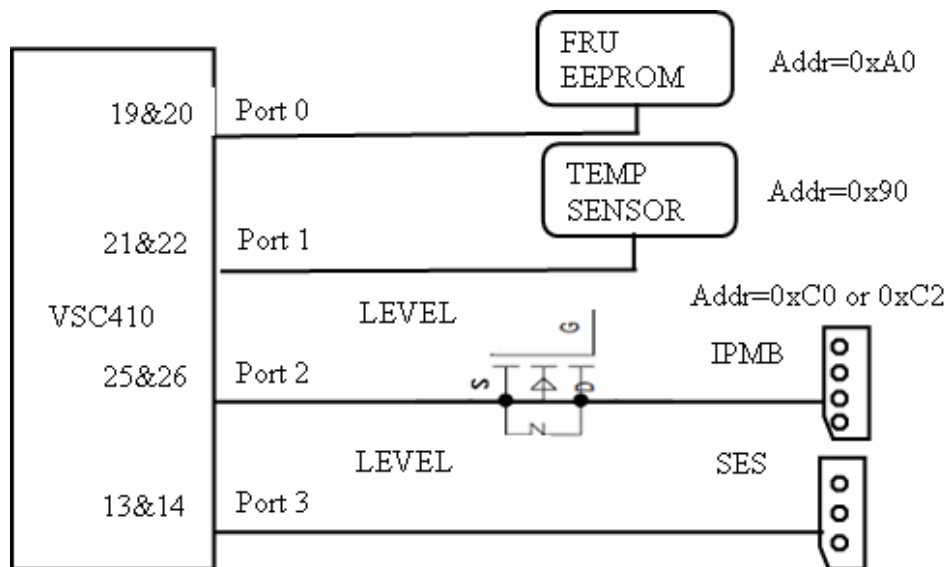 FRU
EEPROM
Addr=0xA0
19&20
Port 0
TEMP
SENSOR
Addr=0x90
21&22
Port 1
Addr=0xC0 or 0xC2
VSC410
LEVEL
G
IPMB
25&26
Port 2
S
D
N
LEVEL
SES
13&14
Port 3